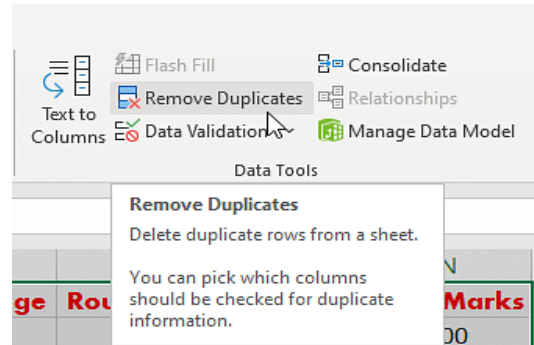 Flash Fill
Consolidate
Text to
Columns
Remove Duplicates
Relationships
Data Validation
Manage Data Model
Data Tools
Remove Duplicates
Delete duplicate rows from a sheet.
You can pick which columns
should be checked for duplicate
information.
N
ge Rou Marks
00